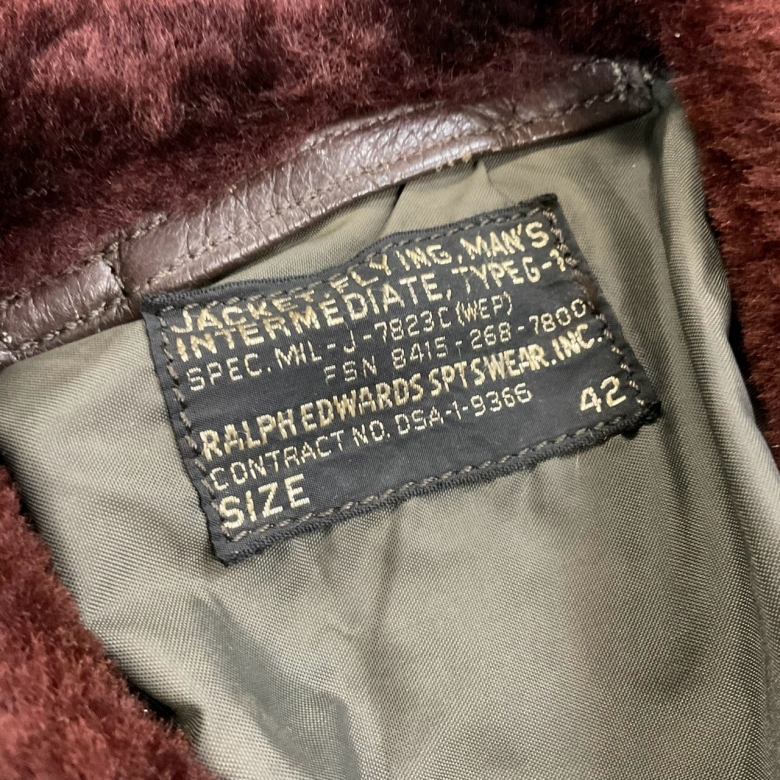 JACKET, FLYING, MAN'S
INTERMEDIATE, TYPE G-1
SPEC. MIL-J-7823C (WEP)
FSN 8415-268-7800
RALPH EDWARDS SPTSWEAR. INC.
CONTRACT NO. DSA-1-9366
SIZE 42